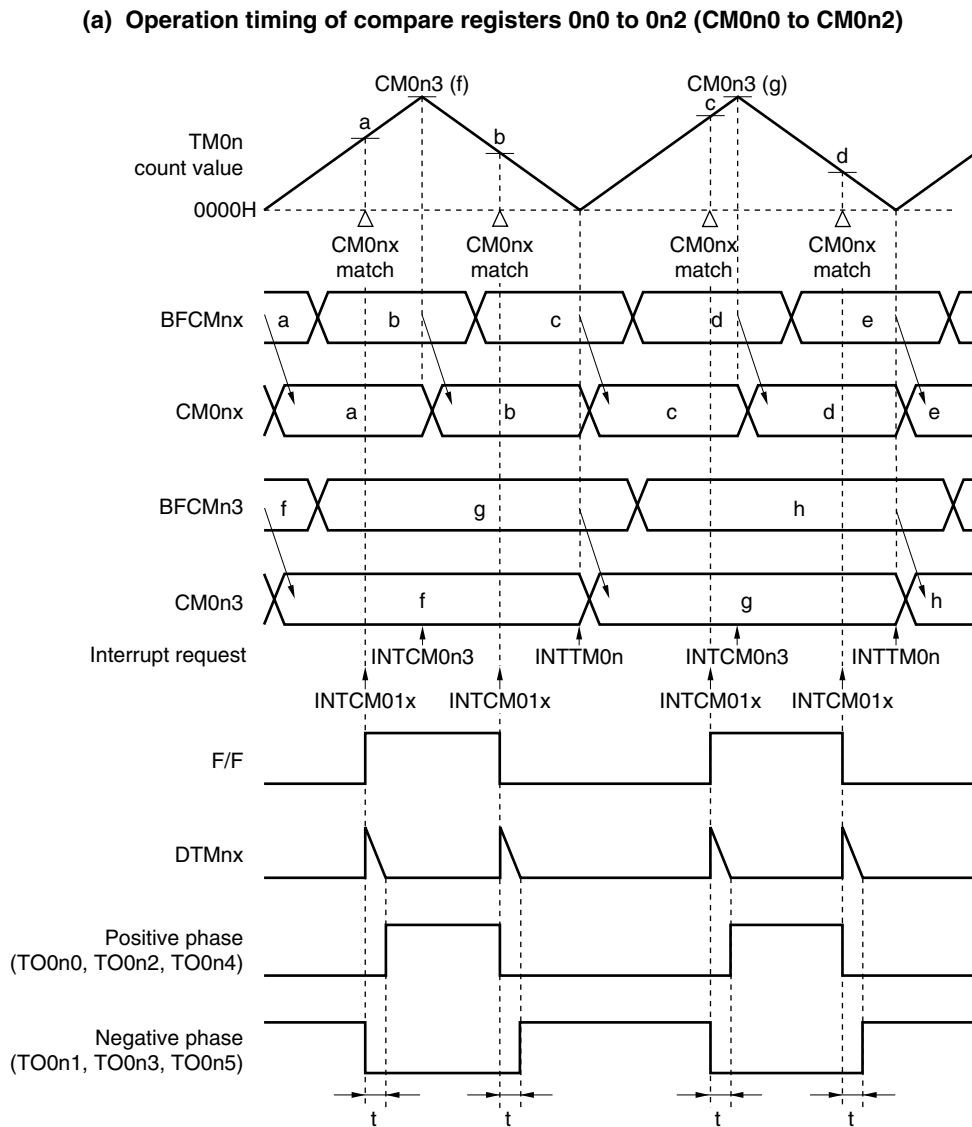 (a) Operation timing of compare registers 0n0 to 0n2 (CM0n0 to CM0n2)
CM0n3 (f)
CM0n3 (g)
a
b
c
d
TM0n
count value
0000H
CM0nx
match
CM0nx
match
CM0nx
match
CM0nx
match
BFCMnx
a
b
c
d
e
CM0nx
a
b
c
d
e
BFCMn3
f
g
h
CM0n3
f
g
h
Interrupt request
INTCM0n3
INTTM0n
INTCM0n3
INTTM0n
INTCM01x
INTCM01x
INTCM01x
INTCM01x
F/F
DTMnx
Positive phase
(TO0n0, TO0n2, TO0n4)
Negative phase
(TO0n1, TO0n3, TO0n5)
t
t
t
t